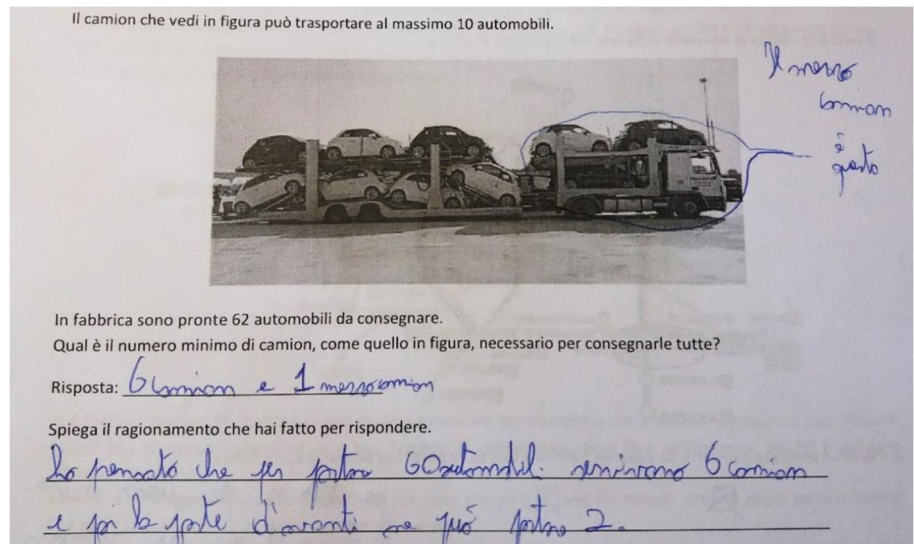 Il camion che vedi in figura può trasportare al massimo 10 automobili.
Il mezzo
camion
è
questo
In fabbrica sono pronte 62 automobili da consegnare.
Qual è il numero minimo di camion, come quello in figura, necessario per consegnarle tutte?
Risposta: 6 camion e 1 mezzo camion
Spiega il ragionamento che hai fatto per rispondere.
Ho pensato che per portare 60 automobili servivano 6 camion
e poi la parte d'avanti ne può portare 2.